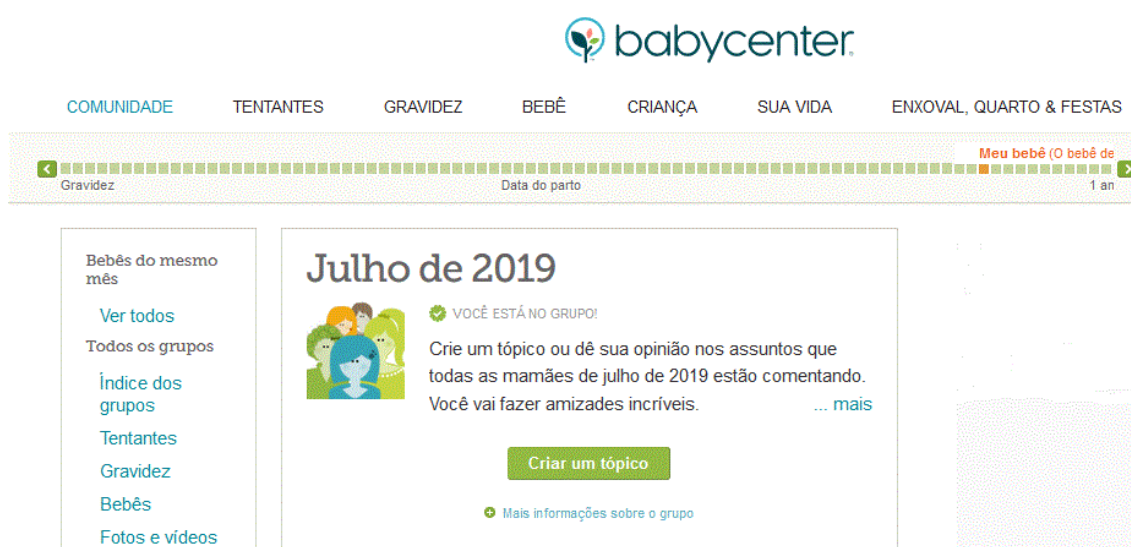 babycenter
COMUNIDADE TENTANTES GRAVIDEZ BEBÊ CRIANÇA SUA VIDA ENXOVAL, QUARTO & FESTAS
Meu bebê (O bebê de
Gravidez Data do parto 1 an
Bebês do mesmo
mês
Ver todos
Todos os grupos
Índice dos
grupos
Tentantes
Gravidez
Bebês
Fotos e vídeos
Julho de 2019
VOCÊ ESTÁ NO GRUPO!
Crie um tópico ou dê sua opinião nos assuntos que
todas as mamães de julho de 2019 estão comentando.
Você vai fazer amizades incríveis. ... mais
Criar um tópico
Mais informações sobre o grupo